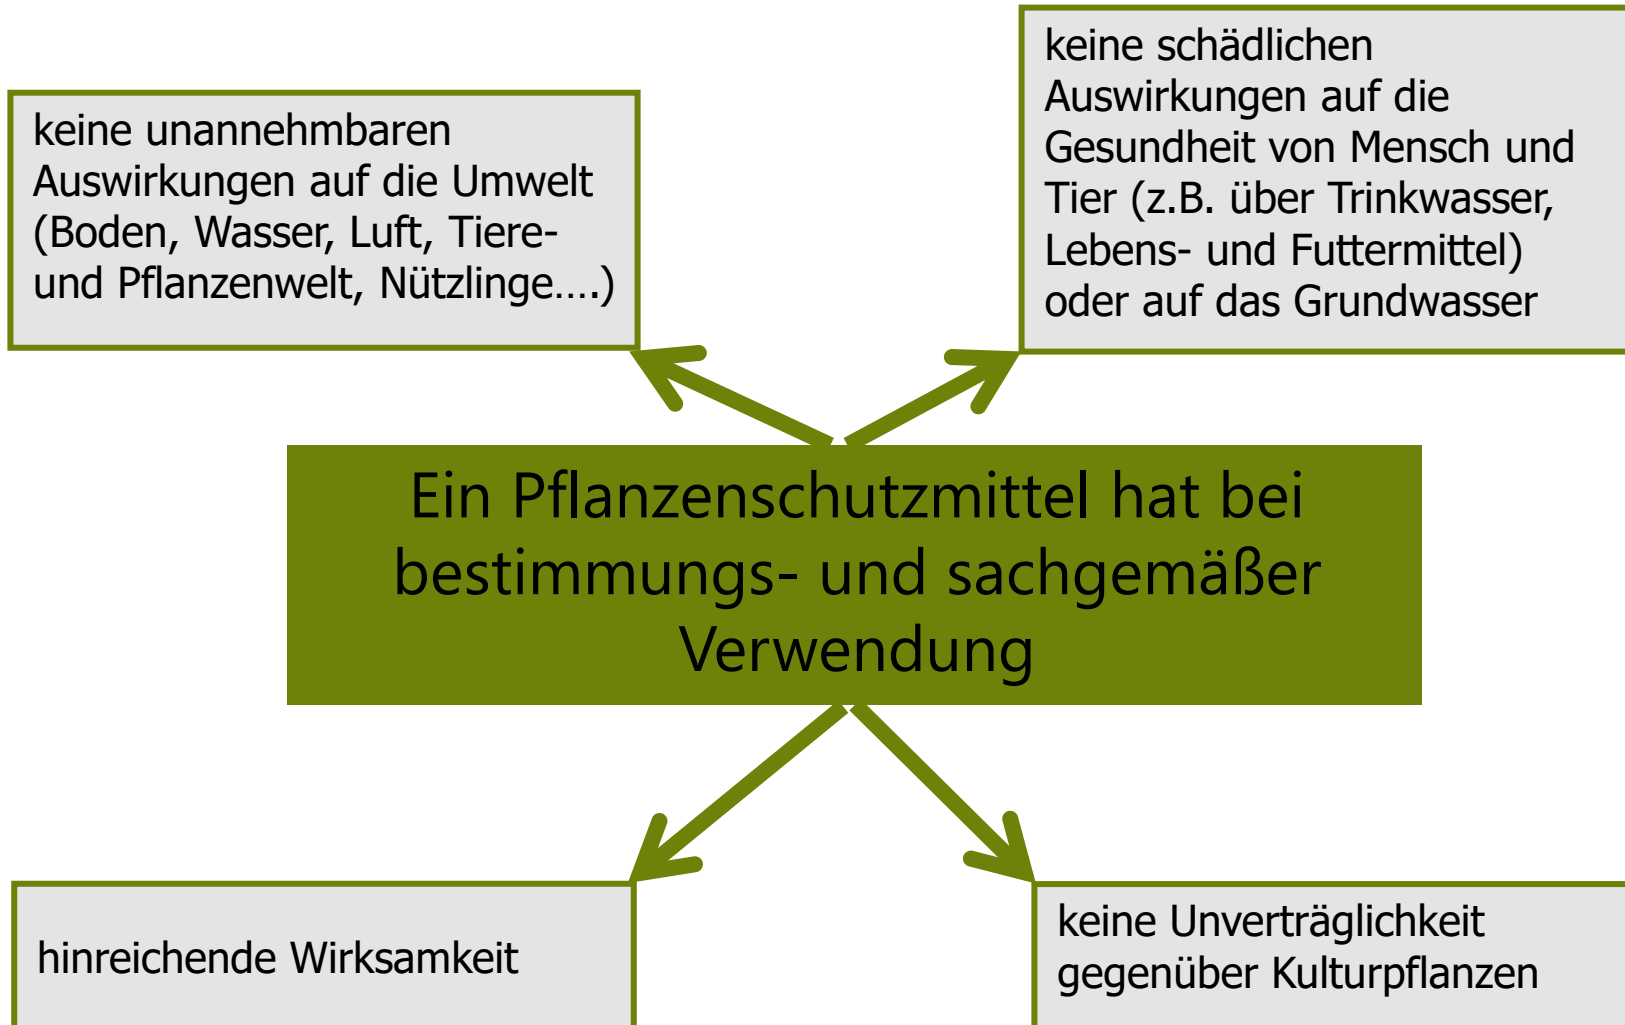 keine unannehmbaren
Auswirkungen auf die Umwelt
(Boden, Wasser, Luft, Tiere-
und Pflanzenwelt, Nützlinge….)
keine schädlichen
Auswirkungen auf die
Gesundheit von Mensch und
Tier (z.B. über Trinkwasser,
Lebens- und Futtermittel)
oder auf das Grundwasser
Ein Pflanzenschutzmittel hat bei
bestimmungs- und sachgemäßer
Verwendung
hinreichende Wirksamkeit
keine Unverträglichkeit
gegenüber Kulturpflanzen